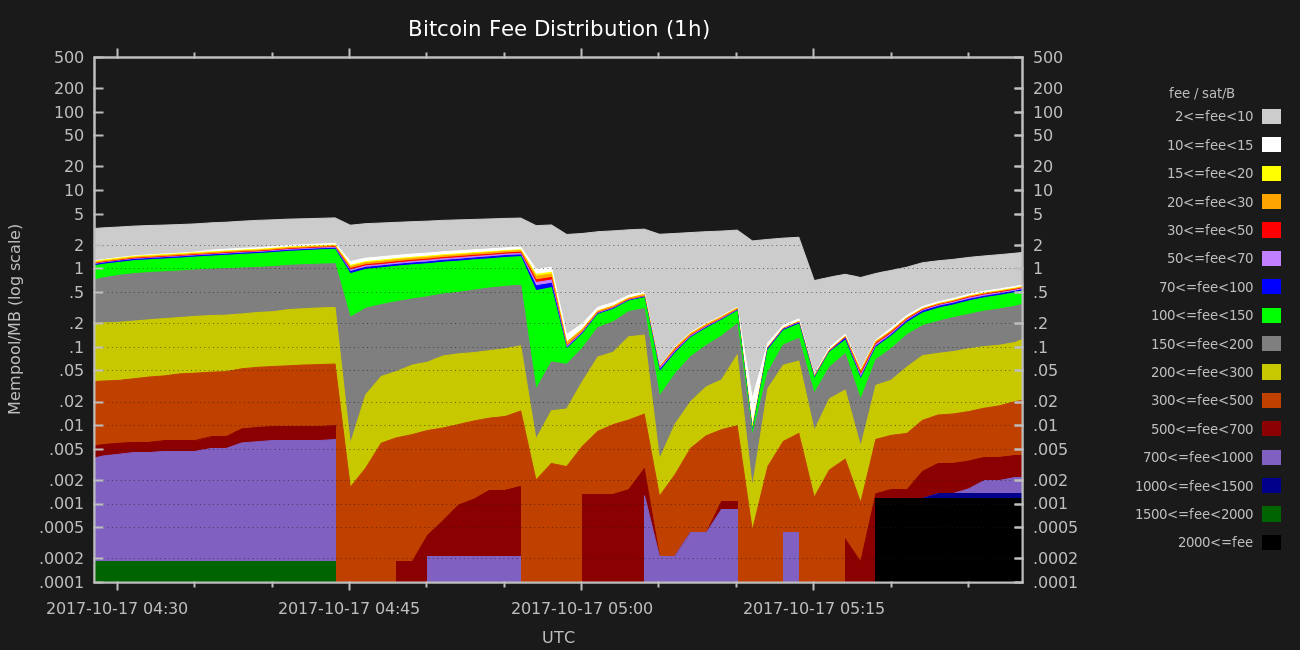 Bitcoin Fee Distribution (1h)
Mempool/MB (log scale)
500
200
100
50
20
10
5
2
1
.5
.2
.1
.05
.02
.01
.005
.002
.001
.0005
.0002
.0001
500
200
100
50
20
10
5
2
1
.5
.2
.1
.05
.02
.01
.005
.002
.001
.0005
.0002
.0001
2017-10-17 04:30 2017-10-17 04:45 2017-10-17 05:00 2017-10-17 05:15
UTC
fee / sat/B
2<=fee<10
10<=fee<15
15<=fee<20
20<=fee<30
30<=fee<50
50<=fee<70
70<=fee<100
100<=fee<150
150<=fee<200
200<=fee<300
300<=fee<500
500<=fee<700
700<=fee<1000
1000<=fee<1500
1500<=fee<2000
2000<=fee